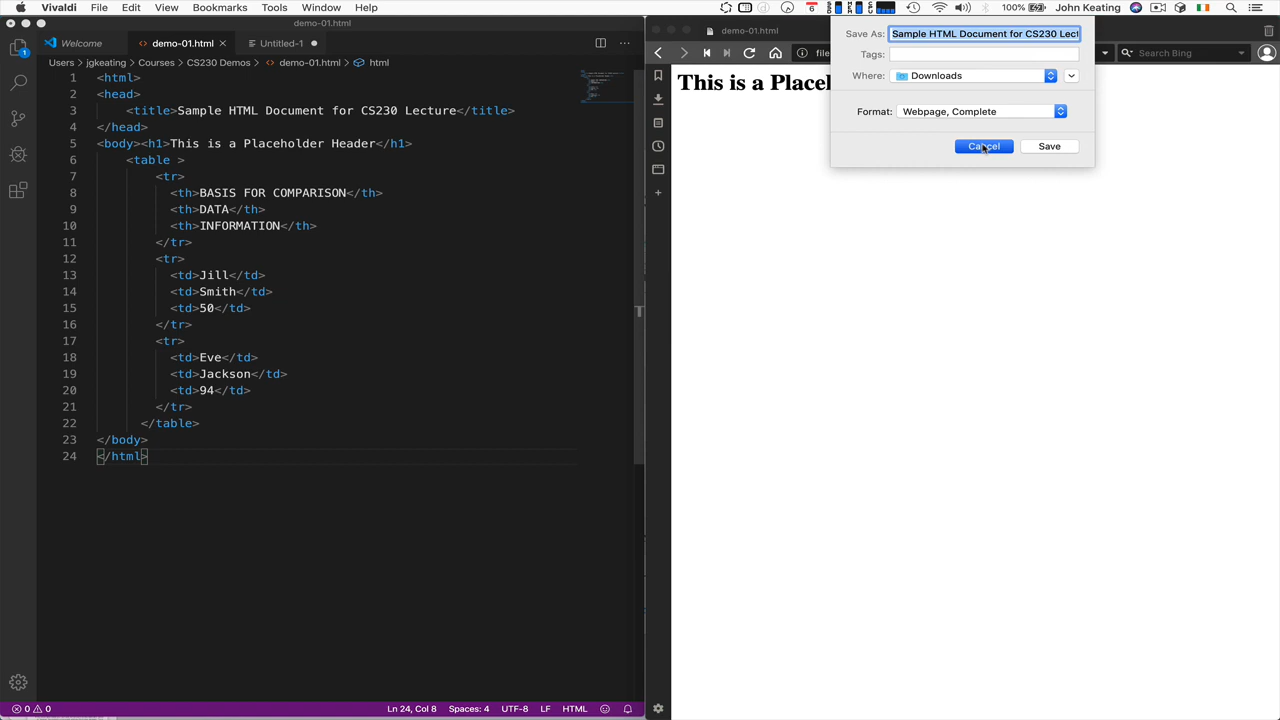 Vivaldi File Edit View Bookmarks Tools Window Help
6 100% John Keating
demo-01.html
Welcome demo-01.html Untitled-1
Users > jgkeating > Courses > CS230 Demos > demo-01.html > html
1 <html>
2 <head>
3 <title>Sample HTML Document for CS230 Lecture</title>
4 </head>
5 <body><h1>This is a Placeholder Header</h1>
6 <table >
7 <tr>
8 <th>BASIS FOR COMPARISON</th>
9 <th>DATA</th>
10 <th>INFORMATION</th>
11 </tr>
12 <tr>
13 <td>Jill</td>
14 <td>Smith</td>
15 <td>50</td>
16 </tr>
17 <tr>
18 <td>Eve</td>
19 <td>Jackson</td>
20 <td>94</td>
21 </tr>
22 </table>
23 </body>
24 </html>
0 0 Ln 24, Col 8 Spaces: 4 UTF-8 LF HTML
demo-01.html
file
Search Bing
This is a Place
Save As: Sample HTML Document for CS230 Lect
Tags:
Where: Downloads
Format: Webpage, Complete
Cancel Save